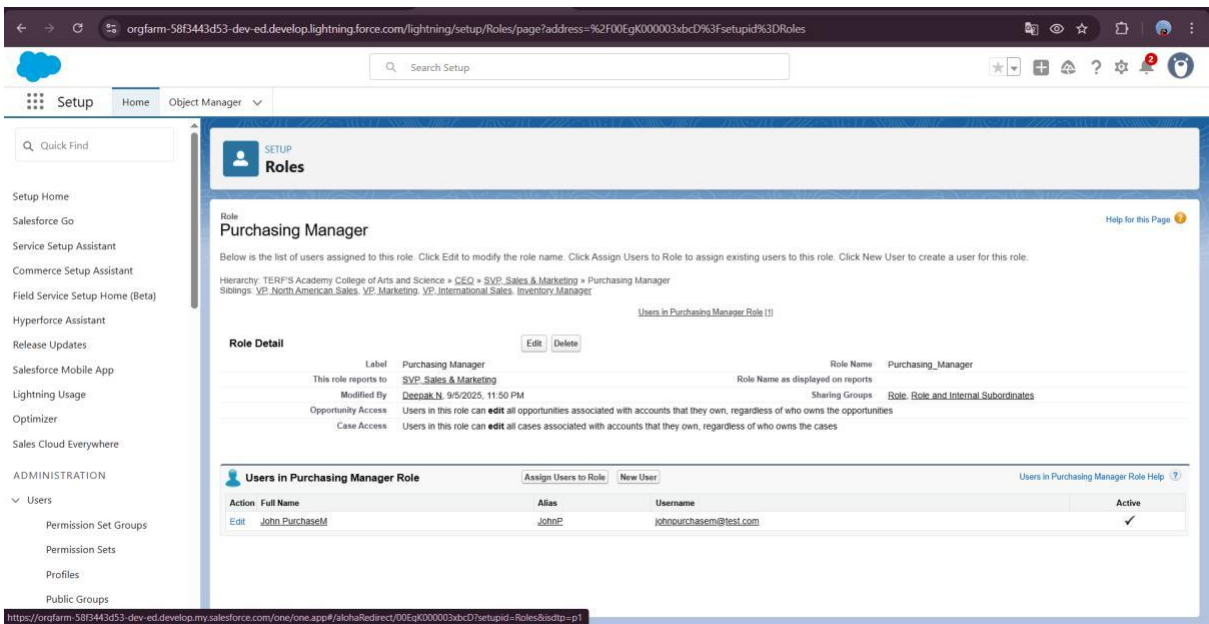 orgfarm-58f3443d53-dev-ed.develop.lightning.force.com/lightning/setup/Roles/page?address=%2F00EgK000003xbcD%3Fsetupid%3DRoles
Search Setup
2
Setup Home Object Manager
Quick Find
Setup Home
Salesforce Go
Service Setup Assistant
Commerce Setup Assistant
Field Service Setup Home (Beta)
Hyperforce Assistant
Release Updates
Salesforce Mobile App
Lightning Usage
Optimizer
Sales Cloud Everywhere
ADMINISTRATION
Users
Permission Set Groups
Permission Sets
Profiles
Public Groups
SETUP
Roles
Role
Purchasing Manager
Help for this Page
Below is the list of users assigned to this role. Click Edit to modify the role name. Click Assign Users to Role to assign existing users to this role. Click New User to create a user for this role.
Hierarchy: TERF'S Academy College of Arts and Science » CEO » SVP, Sales & Marketing » Purchasing Manager
Siblings: VP, North American Sales, VP, Marketing, VP, International Sales, Inventory Manager
Users in Purchasing Manager Role [1]
Role Detail Edit Delete
Label Purchasing Manager Role Name Purchasing_Manager
This role reports to SVP, Sales & Marketing Role Name as displayed on reports
Modified By Deepak N, 9/5/2025, 11:50 PM Sharing Groups Role, Role and Internal Subordinates
Opportunity Access Users in this role can edit all opportunities associated with accounts that they own, regardless of who owns the opportunities
Case Access Users in this role can edit all cases associated with accounts that they own, regardless of who owns the cases
Users in Purchasing Manager Role Assign Users to Role New User Users in Purchasing Manager Role Help ?
Action Full Name Alias Username Active
Edit John PurchaseM JohnP johnpurchasem@test.com ✓
https://orgfarm-58f3443d53-dev-ed.develop.my.salesforce.com/one/one.app#/alohaRedirect/00EgK000003xbcD?setupid=Roles&isdtp=p1